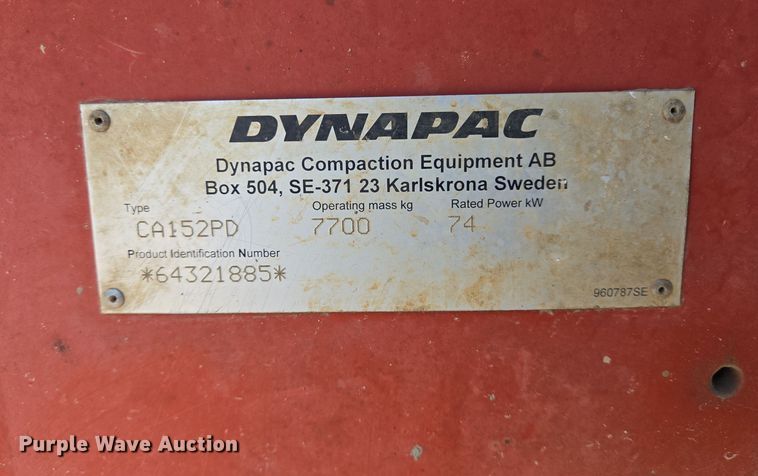 DYNAPAC
Dynapac Compaction Equipment AB
Box 504, SE-371 23 Karlskrona Sweden
Type Operating mass kg Rated Power kW
CA152PD 7700 74
Product Identification Number
*64321885*
960787SE
Purple Wave Auction